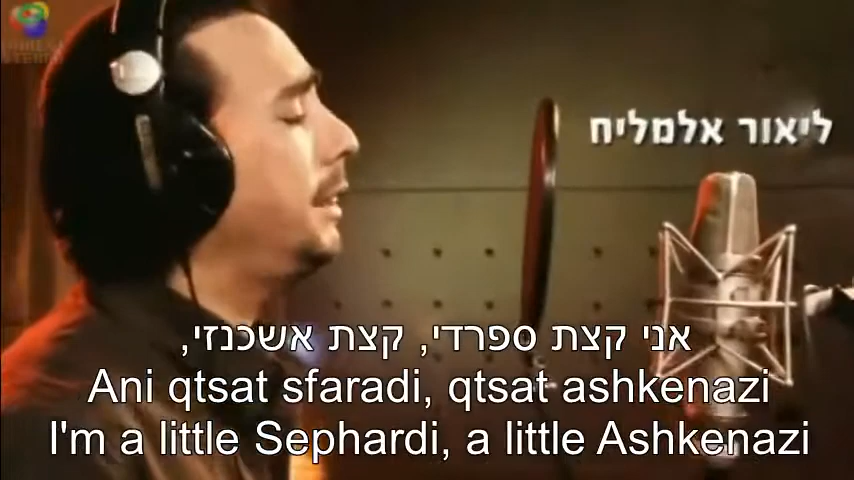 ליאור אלמליח
אני קצת ספרדי, קצת אשכנזי,
Ani qtsat sfaradi, qtsat ashkenazi
I'm a little Sephardi, a little Ashkenazi